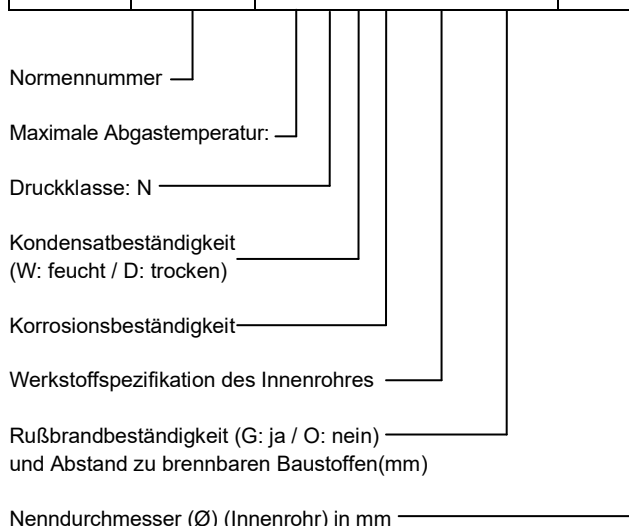 Normennummer
Maximale Abgastemperatur:
Druckklasse: N
Kondensatbeständigkeit
(W: feucht / D: trocken)
Korrosionsbeständigkeit
Werkstoffspezifikation des Innenrohres
Rußbrandbeständigkeit (G: ja / O: nein)
und Abstand zu brennbaren Baustoffen(mm)
Nenndurchmesser (Ø) (Innenrohr) in mm